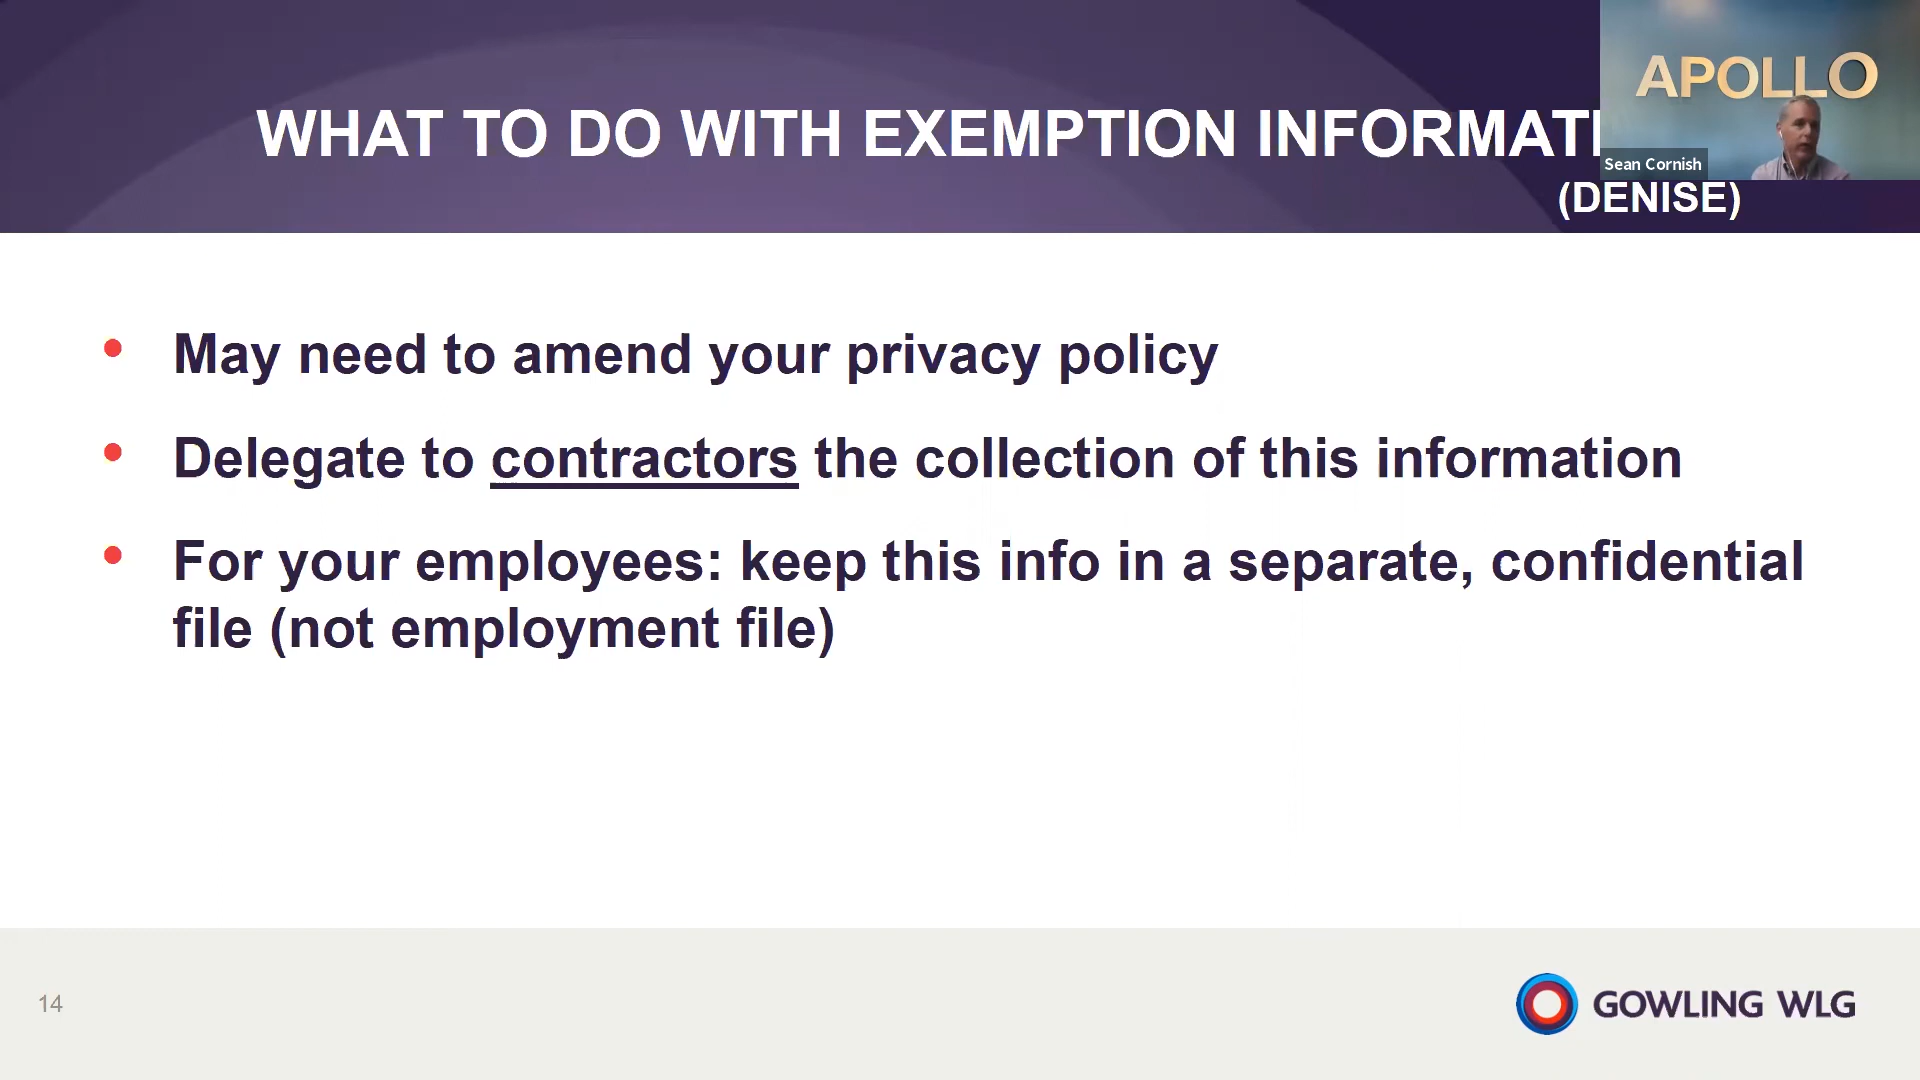 WHAT TO DO WITH EXEMPTION INFORMATI
(DENISE)
APOLLO
Sean Cornish
• May need to amend your privacy policy
• Delegate to contractors the collection of this information
• For your employees: keep this info in a separate, confidential
file (not employment file)
14
GOWLING WLG